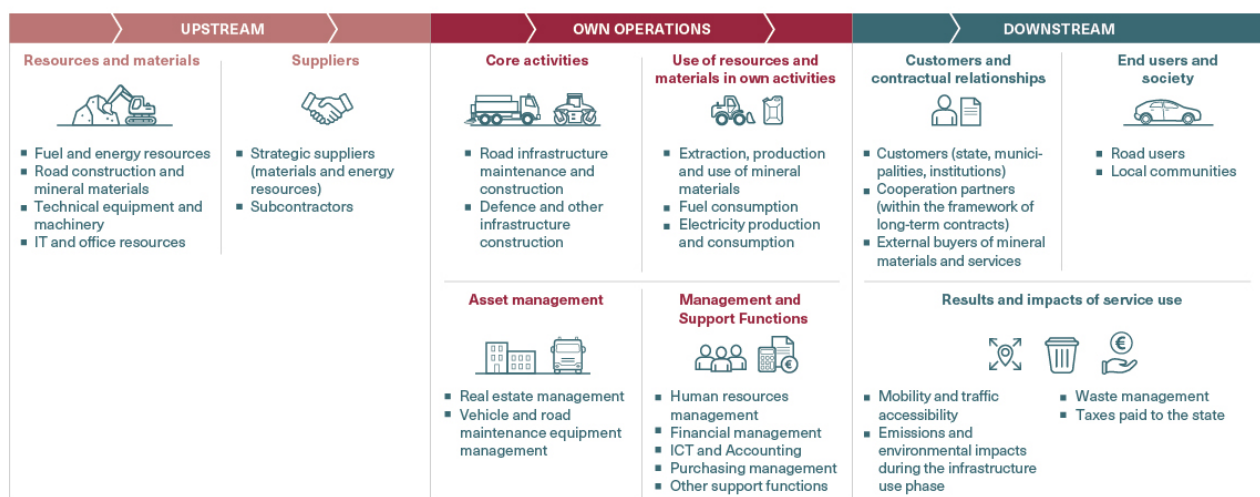 UPSTREAM
Resources and materials
▪ Fuel and energy resources
▪ Road construction and
mineral materials
▪ Technical equipment and
machinery
▪ IT and office resources
Suppliers
▪ Strategic suppliers
(materials and energy
resources)
▪ Subcontractors
OWN OPERATIONS
Core activities
▪ Road infrastructure
maintenance and
construction
▪ Defence and other
infrastructure
construction
Use of resources and
materials in own activities
▪ Extraction, production
and use of mineral
materials
▪ Fuel consumption
▪ Electricity production
and consumption
Asset management
▪ Real estate management
▪ Vehicle and road
maintenance equipment
management
Management and
Support Functions
€
▪ Human resources
management
▪ Financial management
▪ ICT and Accounting
▪ Purchasing management
▪ Other support functions
DOWNSTREAM
Customers and
contractual relationships
▪ Customers (state, munici-
palities, institutions)
▪ Cooperation partners
(within the framework of
long-term contracts)
▪ External buyers of mineral
materials and services
End users and
society
▪ Road users
▪ Local communities
Results and impacts of service use
€
▪ Mobility and traffic
accessibility
▪ Emissions and
environmental impacts
during the infrastructure
use phase
▪ Waste management
▪ Taxes paid to the state